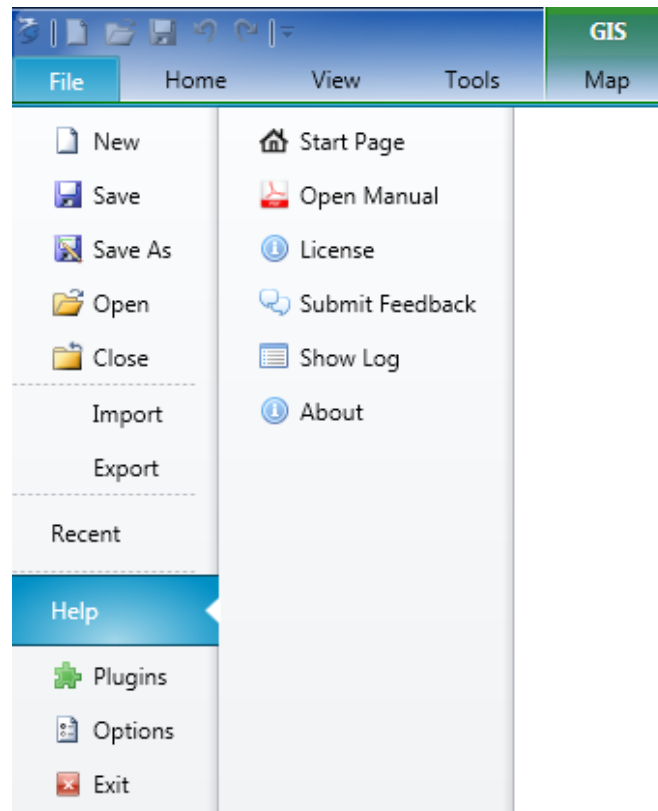 GIS
File Home View Tools Map
New
Save
Save As
Open
Close
Import
Export
Recent
Help
Plugins
Options
Exit
Start Page
Open Manual
License
Submit Feedback
Show Log
About